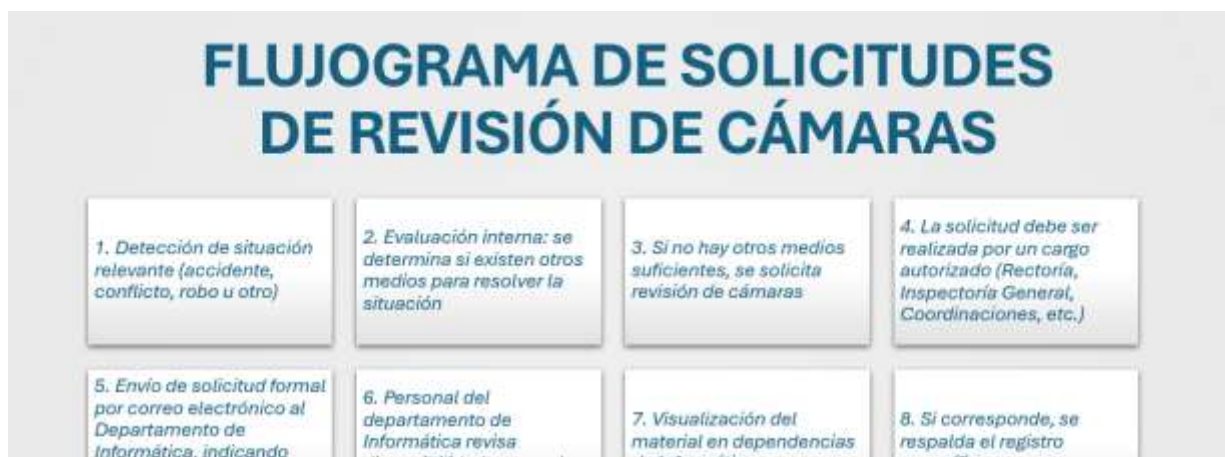 FLUJOGRAMA DE SOLICITUDES
DE REVISIÓN DE CÁMARAS
1. Detección de situación
relevante (accidente,
conflicto, robo u otro)
2. Evaluación interna: se
determina si existen otros
medios para resolver la
situación
3. Si no hay otros medios
suficientes, se solicita
revisión de cámaras
4. La solicitud debe ser
realizada por un cargo
autorizado (Rectoría,
Inspectoría General,
Coordinaciones, etc.)
5. Envío de solicitud formal
por correo electrónico al
Departamento de
Informática, indicando
6. Personal del
departamento de
Informática revisa
7. Visualización del
material en dependencias
8. Si corresponde, se
respalda el registro